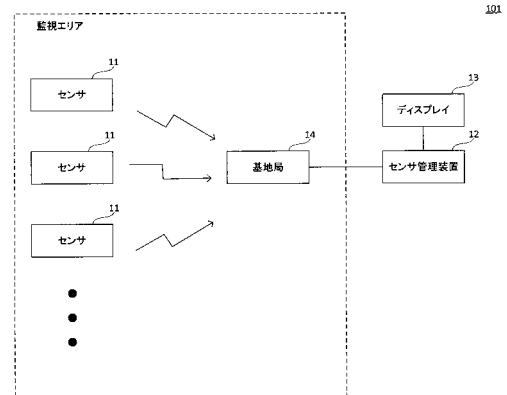 101
監視エリア
11
センサ
13
ディスプレイ
11
センサ
14
基地局
12
センサ管理装置
11
センサ